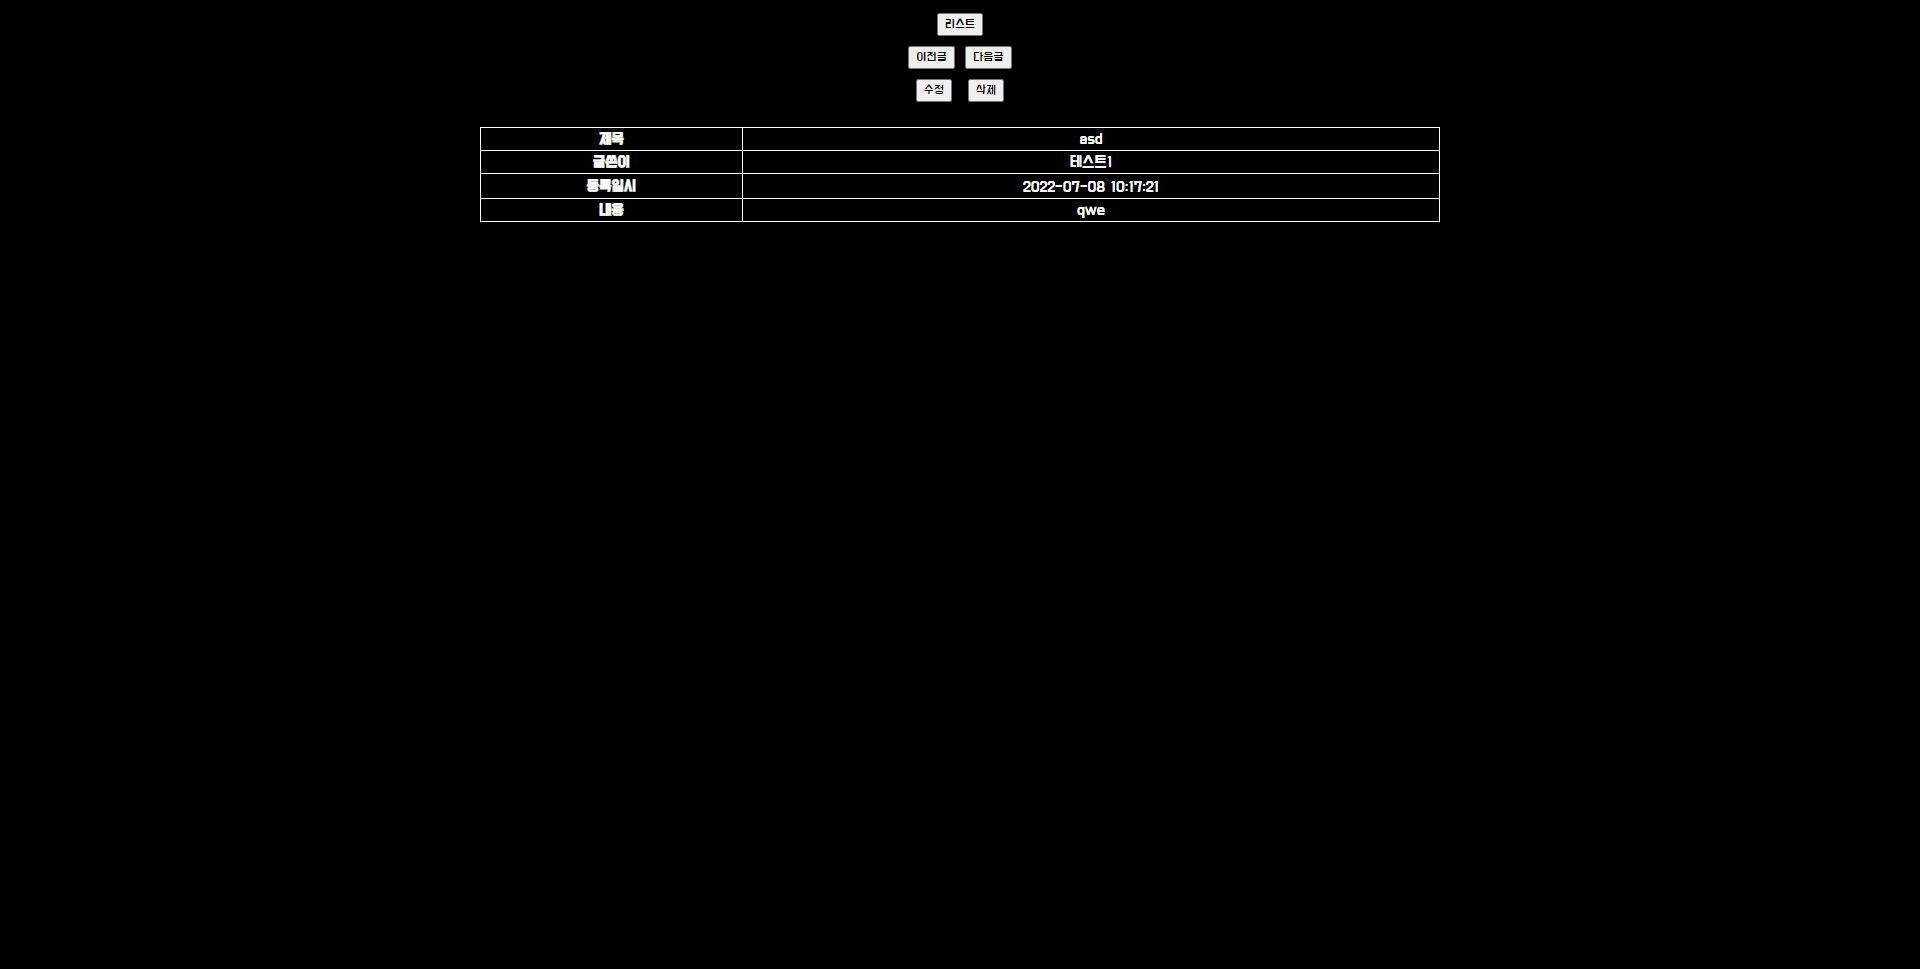 리스트
이전글 다음글
수정 삭제
제목 asd
글쓴이 테스트1
등록일시 2022-07-08 10:17:21
내용 qwe